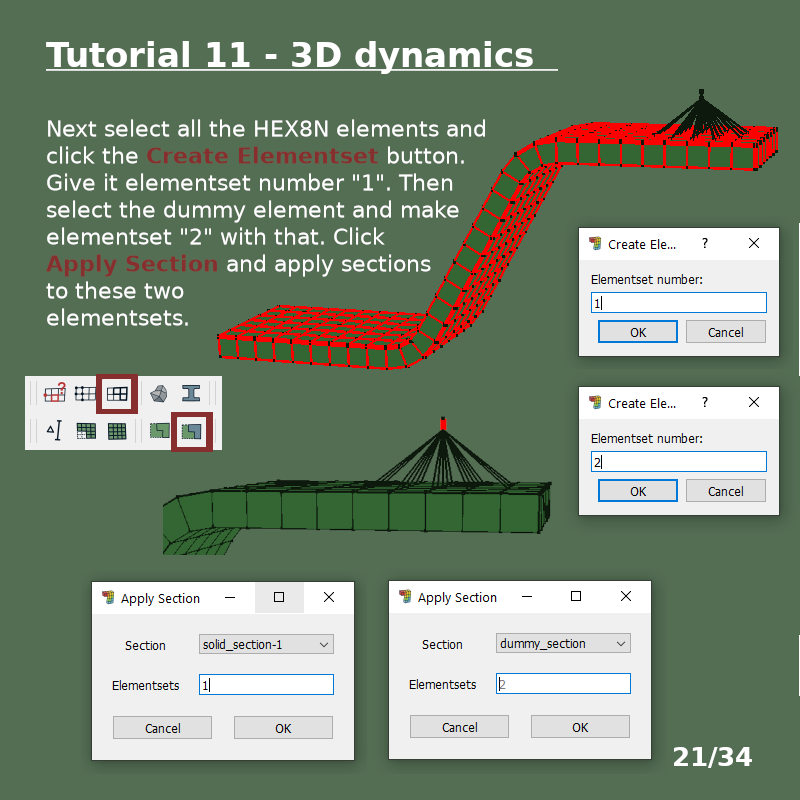 Tutorial 11 - 3D dynamics
Next select all the HEX8N elements and
click the Create Elementset button.
Give it elementset number "1". Then
select the dummy element and make
elementset "2" with that. Click
Apply Section and apply sections
to these two
elementsets.
Create Ele...
?
Elementset number:
1
OK
Cancel
Create Ele...
?
Elementset number:
2
OK
Cancel
Apply Section
Section
solid_section-1
Elementsets
1
Cancel
OK
Apply Section
Section
dummy_section
Elementsets
2
Cancel
OK
21/34